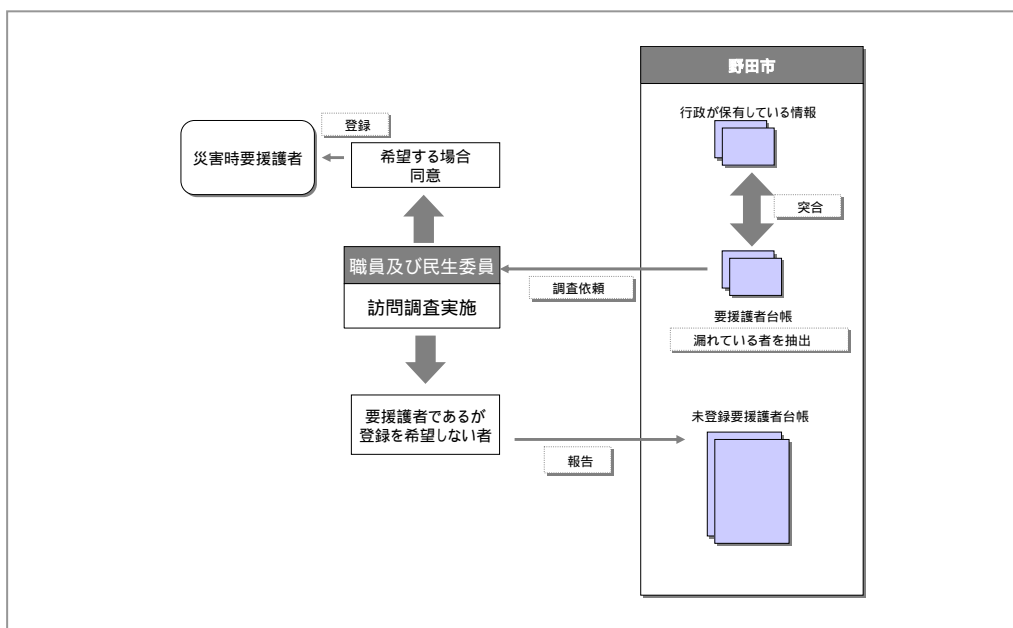 野田市
行政が保有している情報
登録
災害時要援護者
希望する場合
同意
突合
職員及び民生委員
訪問調査実施
調査依頼
要援護者台帳
漏れている者を抽出
要援護者であるが
登録を希望しない者
未登録要援護者台帳
報告